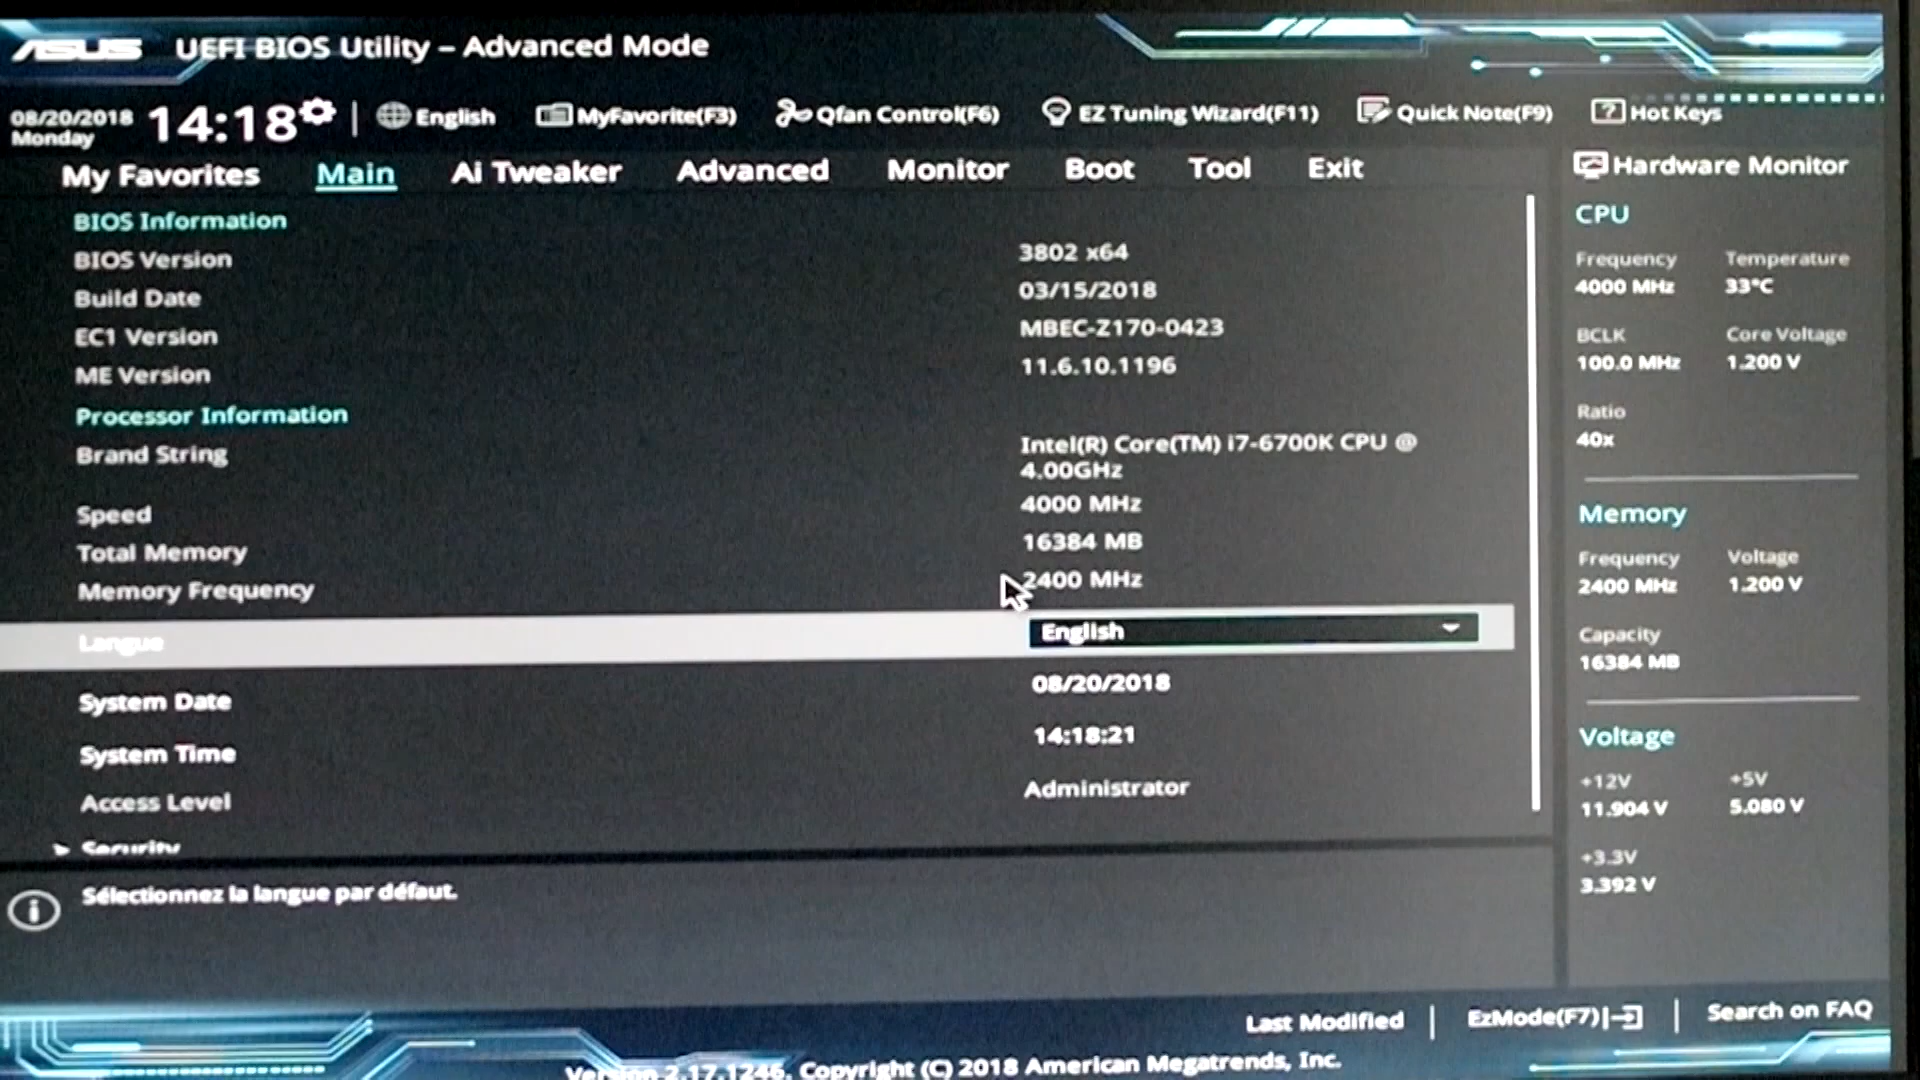 ASUS UEFI BIOS Utility – Advanced Mode
08/20/2018 Monday 14:18 English MyFavorite(F3) Qfan Control(F6) EZ Tuning Wizard(F11) Quick Note(F9) ? Hot Keys
My Favorites Main Ai Tweaker Advanced Monitor Boot Tool Exit
BIOS Information
BIOS Version 3802 x64
Build Date 03/15/2018
EC1 Version MBEC-Z170-0423
ME Version 11.6.10.1196
Processor Information
Brand String Intel(R) Core(TM) i7-6700K CPU @
4.00GHz
Speed 4000 MHz
Total Memory 16384 MB
Memory Frequency 2400 MHz
Langue English
System Date 08/20/2018
System Time 14:18:21
Access Level Administrator
Security
Sélectionnez la langue par défaut.
Hardware Monitor
CPU
Frequency Temperature
4000 MHz 33°C
BCLK Core Voltage
100.0 MHz 1.200 V
Ratio
40x
Memory
Frequency Voltage
2400 MHz 1.200 V
Capacity
16384 MB
Voltage
+12V +5V
11.904 V 5.080 V
+3.3V
3.392 V
Last Modified EzMode(F7) Search on FAQ
Version 2.17.1246. Copyright (C) 2018 American Megatrends, Inc.